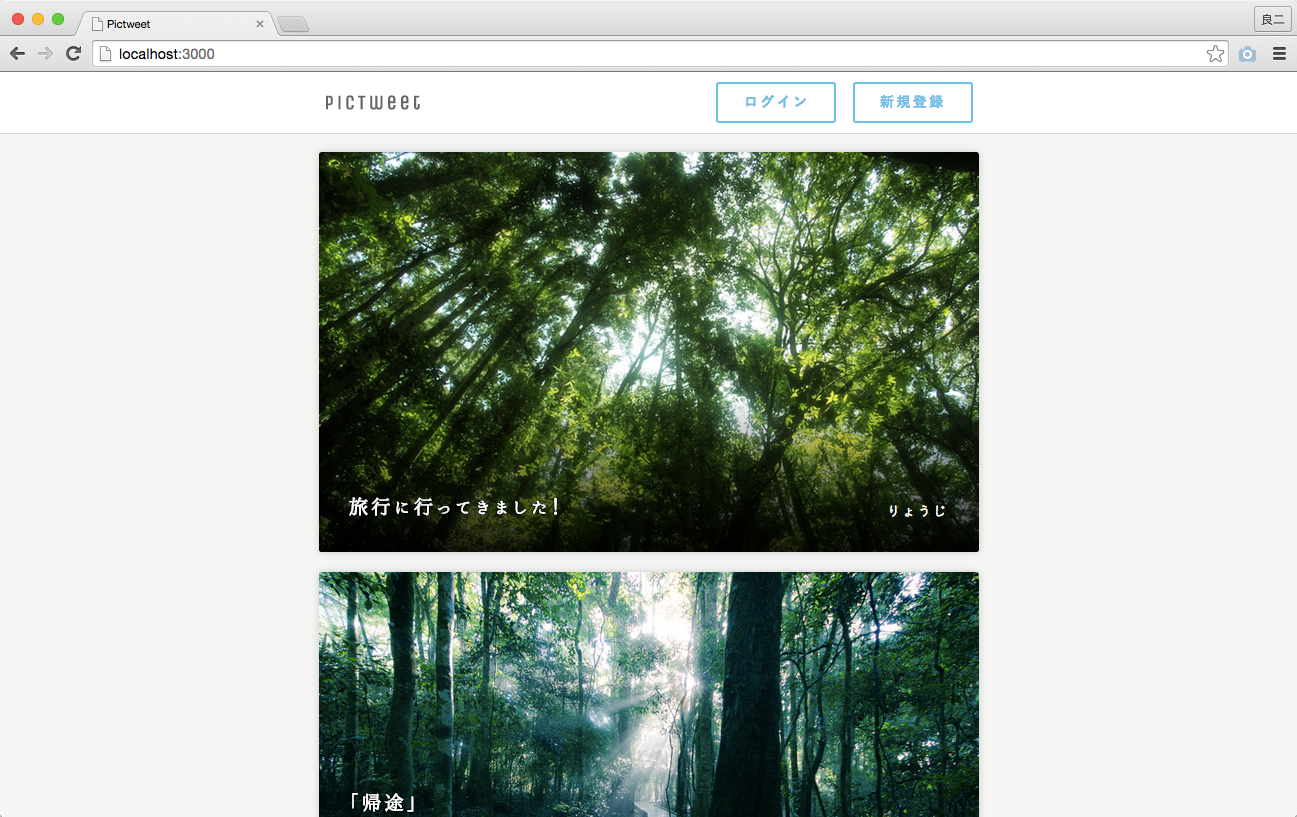 Pictweet
良二
localhost:3000
PICTWEET
ログイン
新規登録
旅行に行ってきました!
りょうじ
「帰途」